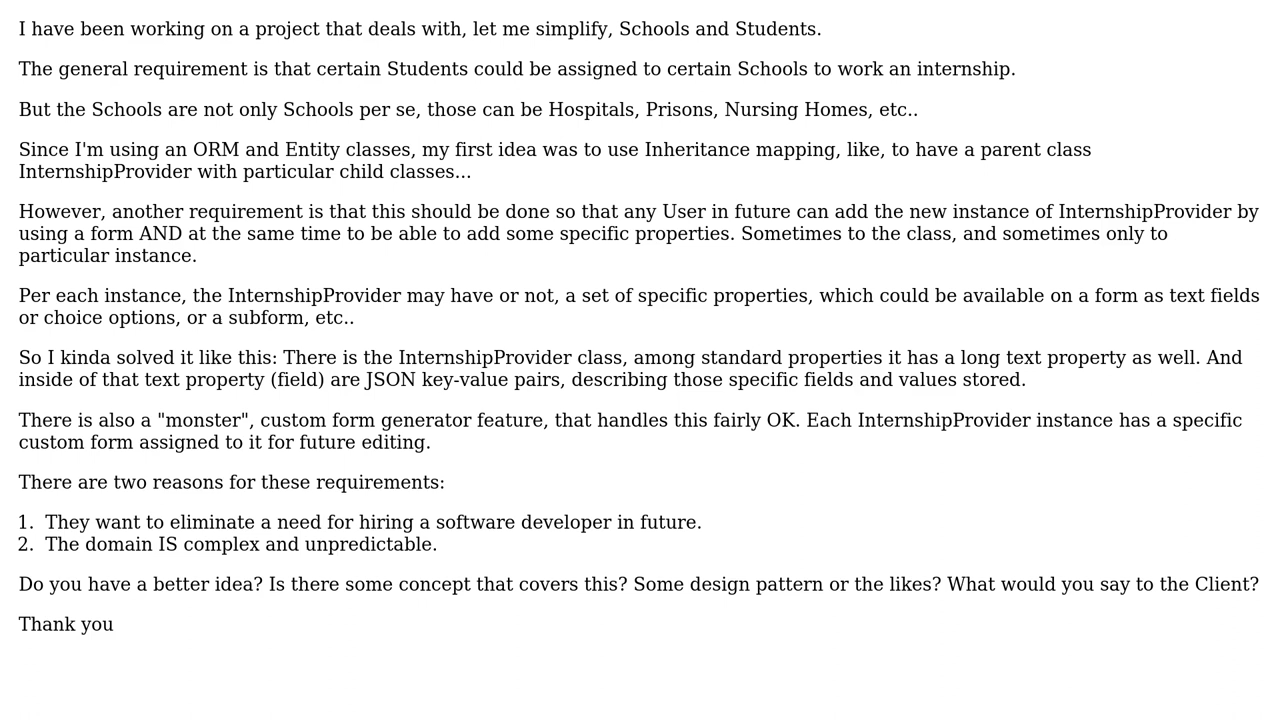 I have been working on a project that deals with, let me simplify, Schools and Students.
The general requirement is that certain Students could be assigned to certain Schools to work an internship.
But the Schools are not only Schools per se, those can be Hospitals, Prisons, Nursing Homes, etc..
Since I'm using an ORM and Entity classes, my first idea was to use Inheritance mapping, like, to have a parent class
InternshipProvider with particular child classes...
However, another requirement is that this should be done so that any User in future can add the new instance of InternshipProvider by
using a form AND at the same time to be able to add some specific properties. Sometimes to the class, and sometimes only to
particular instance.
Per each instance, the InternshipProvider may have or not, a set of specific properties, which could be available on a form as text fields
or choice options, or a subform, etc..
So I kinda solved it like this: There is the InternshipProvider class, among standard properties it has a long text property as well. And
inside of that text property (field) are JSON key-value pairs, describing those specific fields and values stored.
There is also a "monster", custom form generator feature, that handles this fairly OK. Each InternshipProvider instance has a specific
custom form assigned to it for future editing.
There are two reasons for these requirements:
1. They want to eliminate a need for hiring a software developer in future.
2. The domain IS complex and unpredictable.
Do you have a better idea? Is there some concept that covers this? Some design pattern or the likes? What would you say to the Client?
Thank you